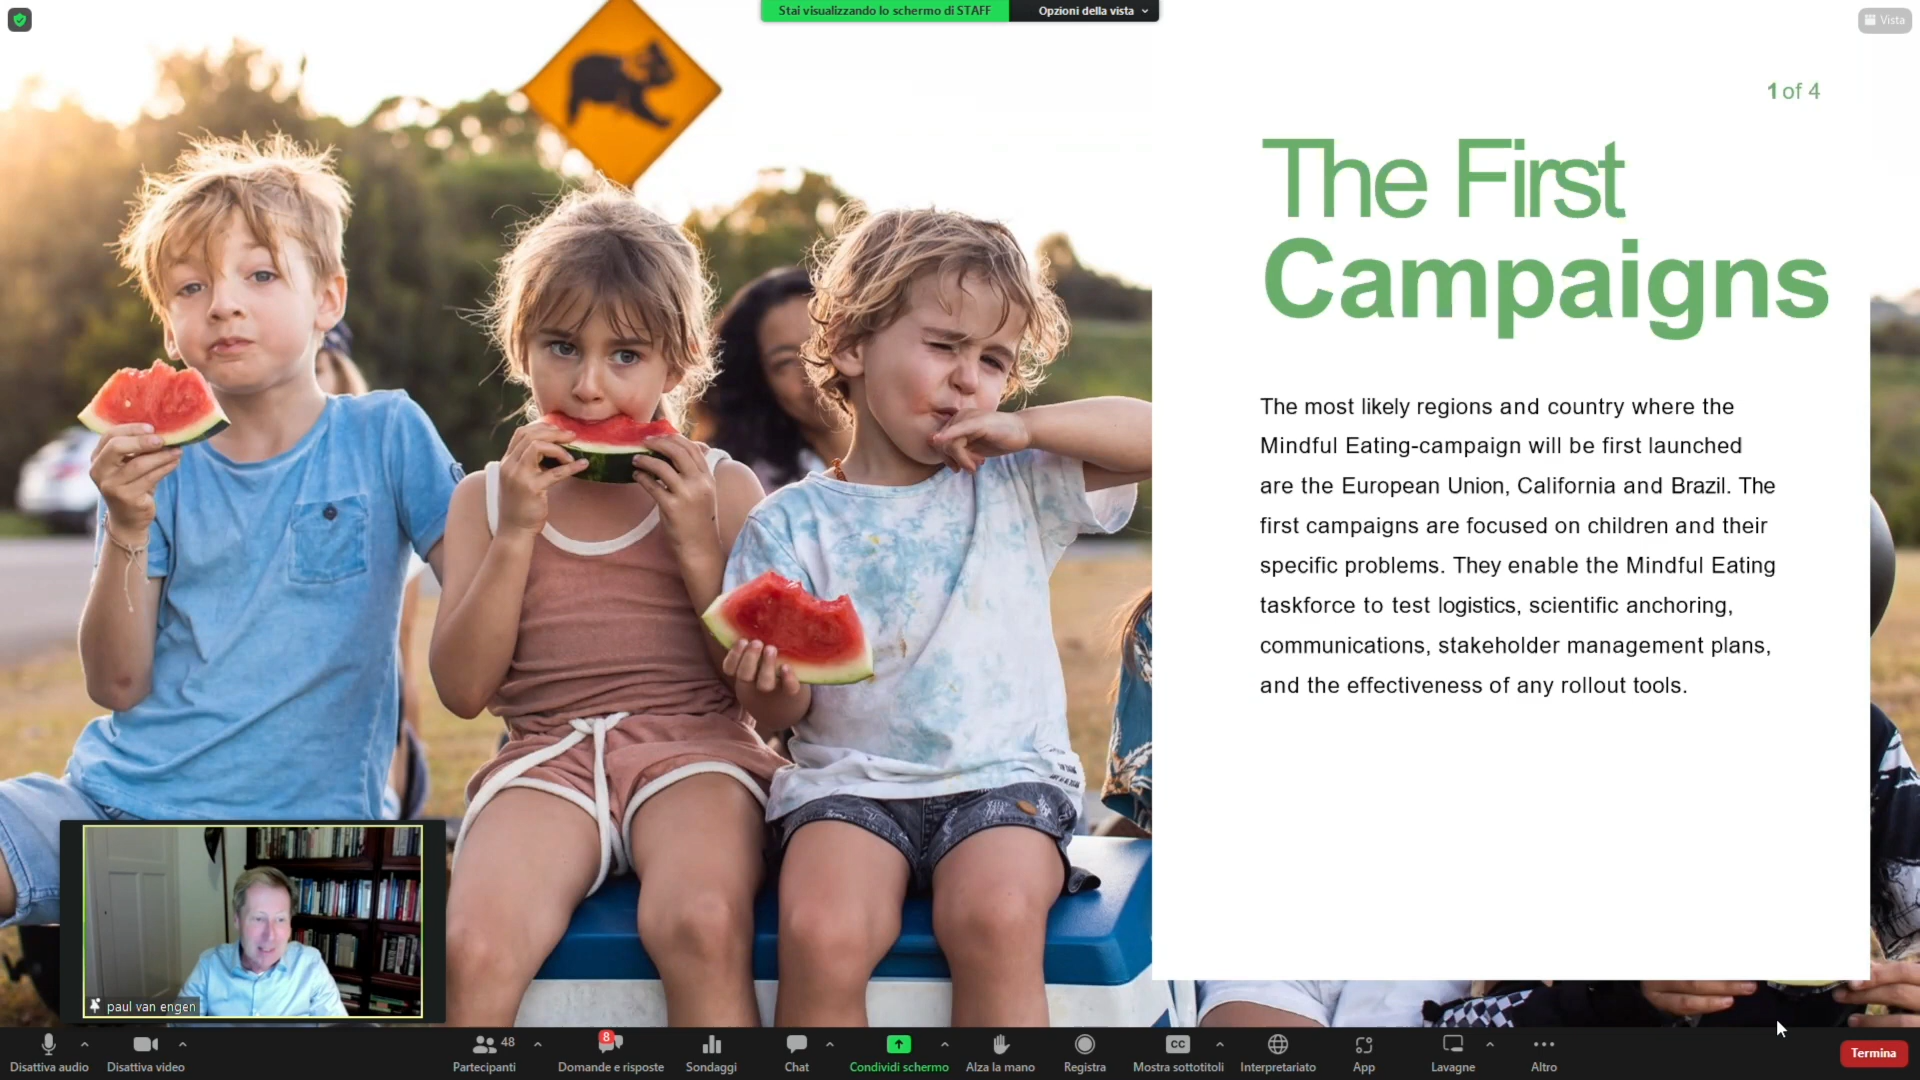 Stai visualizzando lo schermo di STAFF
Opzioni della vista
Vista
1 of 4
The First
Campaigns
The most likely regions and country where the
Mindful Eating-campaign will be first launched
are the European Union, California and Brazil. The
first campaigns are focused on children and their
specific problems. They enable the Mindful Eating
taskforce to test logistics, scientific anchoring,
communications, stakeholder management plans,
and the effectiveness of any rollout tools.
paul van engen
Disattiva audio
Disattiva video
48
Partecipanti
8
Domande e risposte
Sondaggi
Chat
Condividi schermo
Alza la mano
Registra
CC
Mostra sottotitoli
Interpretariato
App
Lavagne
Altro
Termina